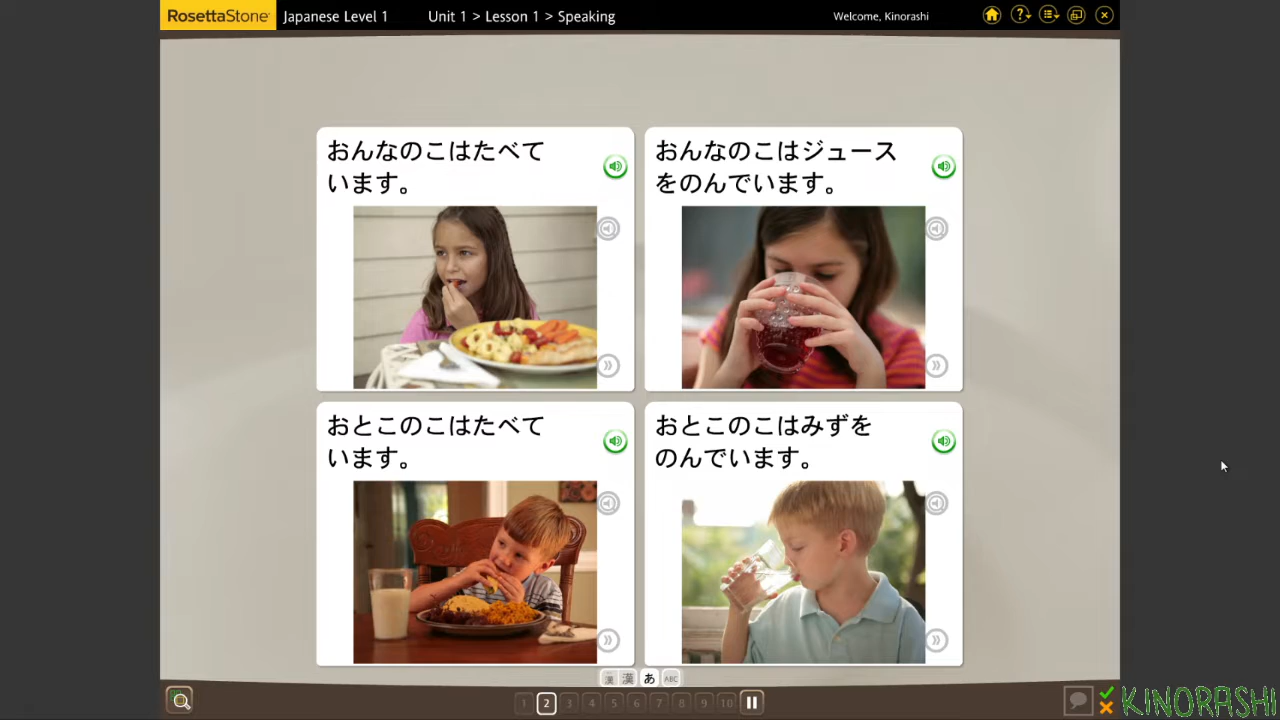 RosettaStone
Japanese Level 1
Unit 1 > Lesson 1 > Speaking
Welcome, Kinorashi
おんなのこはたべて
います。
おんなのこはジュース
をのんでいます。
おとこのこはたべて
います。
おとこのこはみずを
のんでいます。
漢 漢 あ ABC
1 2 3 4 5 6 7 8 9 10
KINORASHI